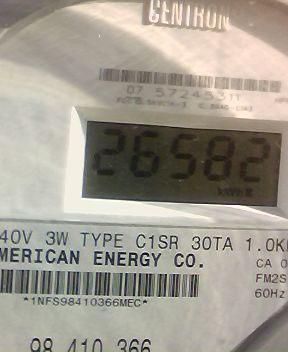 CENTRON
07 57245311
26582
kWh
40V 3W TYPE C1SR 30TA 1.0K
MERICAN ENERGY CO.
CA 0
FM2S
*1NFS98410366MEC*
60Hz
98 410 366